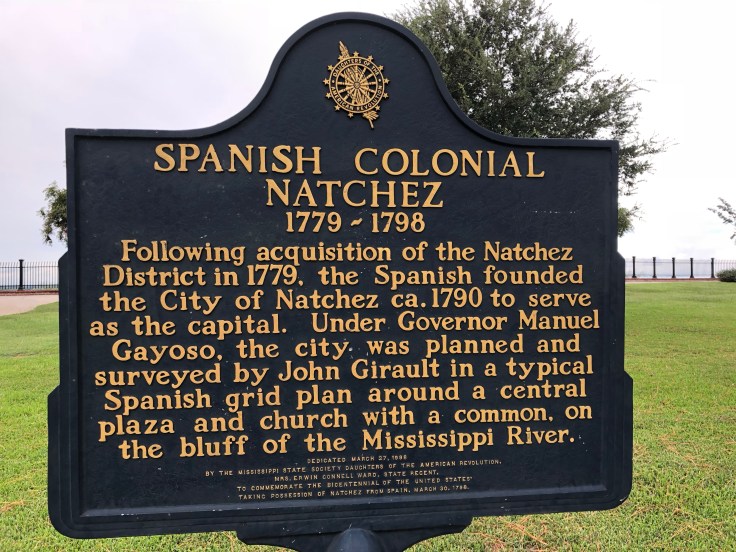 DAUGHTERS OF THE
AMERICAN REVOLUTION
SPANISH COLONIAL
NATCHEZ
1779 ~ 1798
Following acquisition of the Natchez
District in 1779, the Spanish founded
the City of Natchez ca. 1790 to serve
as the capital. Under Governor Manuel
Gayoso, the city was planned and
surveyed by John Girault in a typical
Spanish grid plan around a central
plaza and church with a common, on
the bluff of the Mississippi River.
DEDICATED MARCH 27,
BY THE MISSISSIPPI STATE SOCIETY DAUGHTERS OF THE AMERICAN REVOLUTION,
MRS. ERWIN CONNELL WARD, STATE REGENT,
TO COMMEMORATE THE BICENTENNIAL OF THE UNITED STATES'
TAKING POSSESSION OF NATCHEZ FROM SPAIN, MARCH 30, 1798.